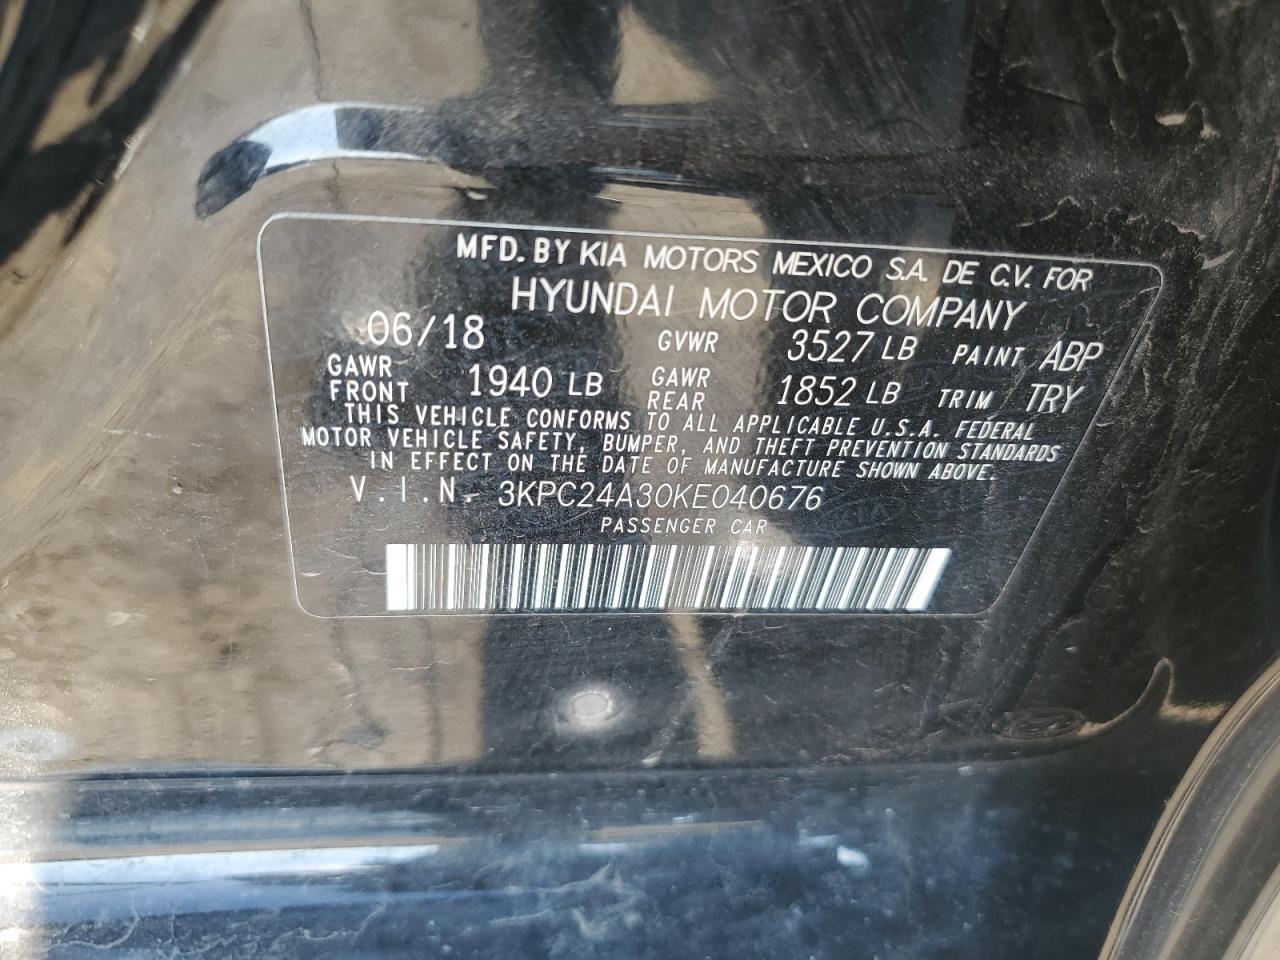 MFD. BY KIA MOTORS MEXICO S.A. DE C.V. FOR
HYUNDAI MOTOR COMPANY
06/18 GVWR 3527 LB PAINT ABP
GAWR FRONT 1940 LB GAWR REAR 1852 LB TRIM TRY
THIS VEHICLE CONFORMS TO ALL APPLICABLE U.S.A. FEDERAL
MOTOR VEHICLE SAFETY, BUMPER, AND THEFT PREVENTION STANDARDS
IN EFFECT ON THE DATE OF MANUFACTURE SHOWN ABOVE.
V.I.N. 3KPC24A30KE040676
PASSENGER CAR